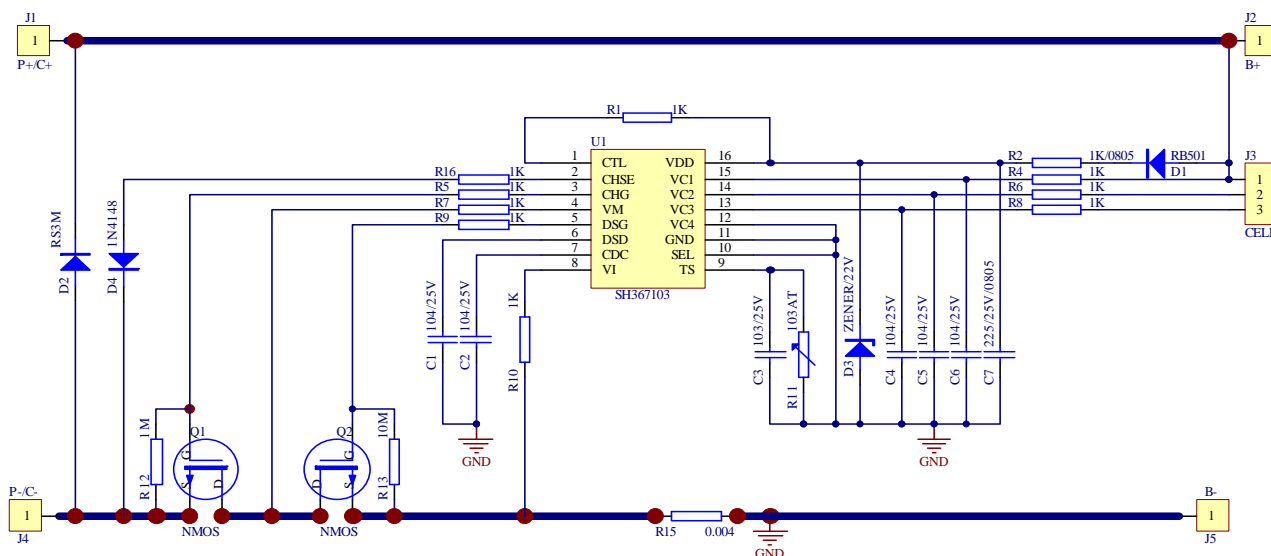 J1
1
P+/C+
J2
1
B+
R1 1K
U1
1 CTL VDD 16
2 CHSE VC1 15
3 CHG VC2 14
4 VM VC3 13
5 DSG VC4 12
6 DSD GND 11
7 CDC SEL 10
8 VI TS 9
SH367103
R16 1K
R5 1K
R7 1K
R9 1K
R2 1K/0805
R4 1K
R6 1K
R8 1K
RB501
D1
J3
1
2
3
CELL
RS3M
D2
1N4148
D4
104/25V
C1
104/25V
C2
1K
R10
103/25V
C3
103AT
R11
ZENER/22V
D3
104/25V
C4
104/25V
C5
104/25V
C6
225/25V/0805
C7
GND
GND
1M
R12
Q1
G
S
D
NMOS
Q2
G
D
S
NMOS
10M
R13
P-/C-
1
J4
R15 0.004
GND
B-
1
J5